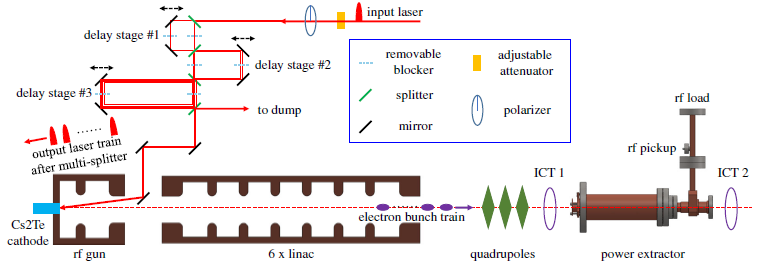 input laser
delay stage #1
delay stage #2
delay stage #3
to dump
output laser train
after multi-splitter
removable
blocker
adjustable
attenuator
splitter
polarizer
mirror
rf load
rf pickup
ICT 1
ICT 2
electron bunch train
Cs2Te
cathode
rf gun
6 x linac
quadrupoles
power extractor